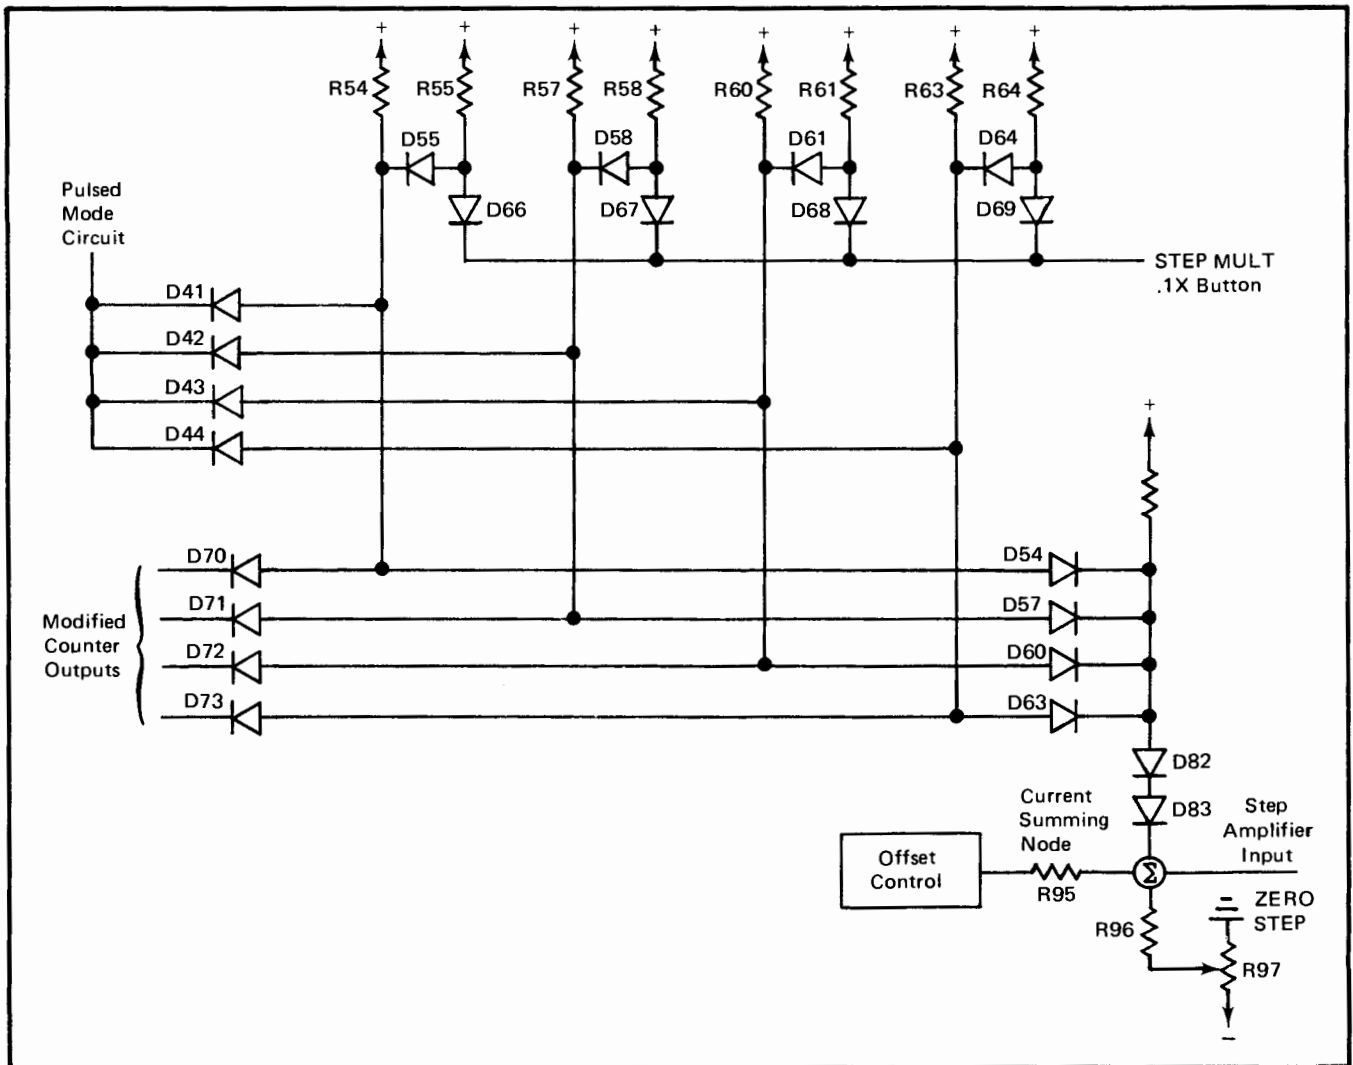 + + + + + + + +
R54 R55 R57 R58 R60 R61 R63 R64
D55 D58 D61 D64
Pulsed
Mode
Circuit
D66 D67 D68 D69
STEP MULT
.1X Button
D41
D42
D43
D44
+
D70 D54
D71 D57
D72 D60
D73 D63
Modified
Counter
Outputs
D82
D83
Current
Summing
Node
Step
Amplifier
Input
Offset
Control
R95
Σ
R96
ZERO
STEP
R97
−